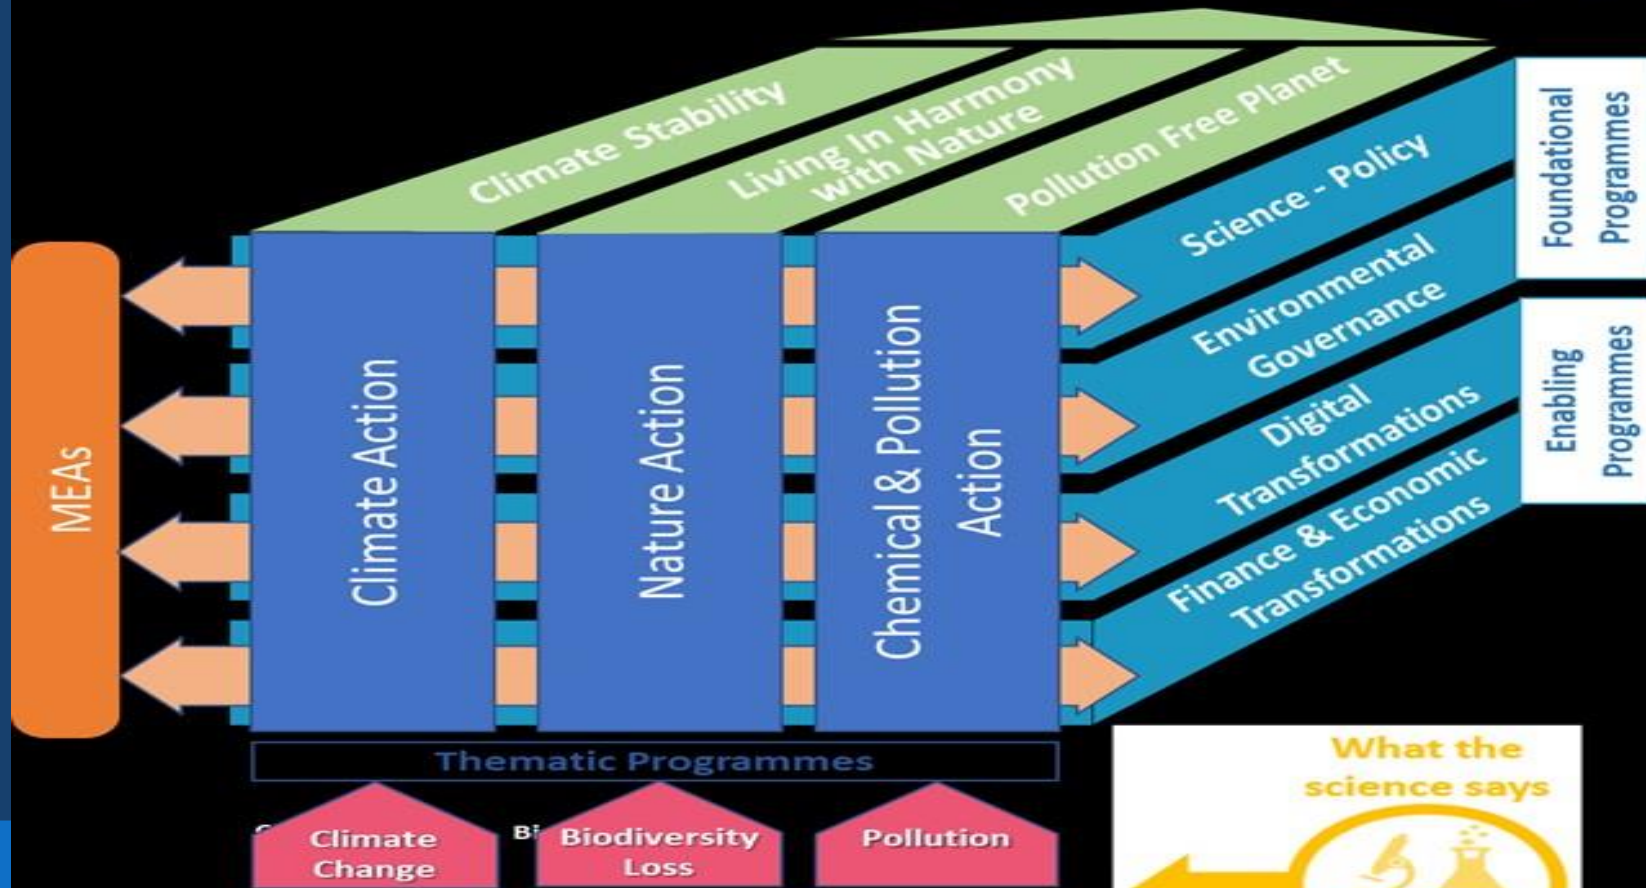 Climate Stability
Living In Harmony
with Nature
Pollution Free Planet
Science - Policy
Environmental
Governance
Digital
Transformations
Finance & Economic
Transformations
Foundational
Programmes
Enabling
Programmes
MEAs
Climate Action
Nature Action
Chemical & Pollution
Action
Thematic Programmes
Climate
Change
Biodiversity
Loss
Pollution
What the
science says